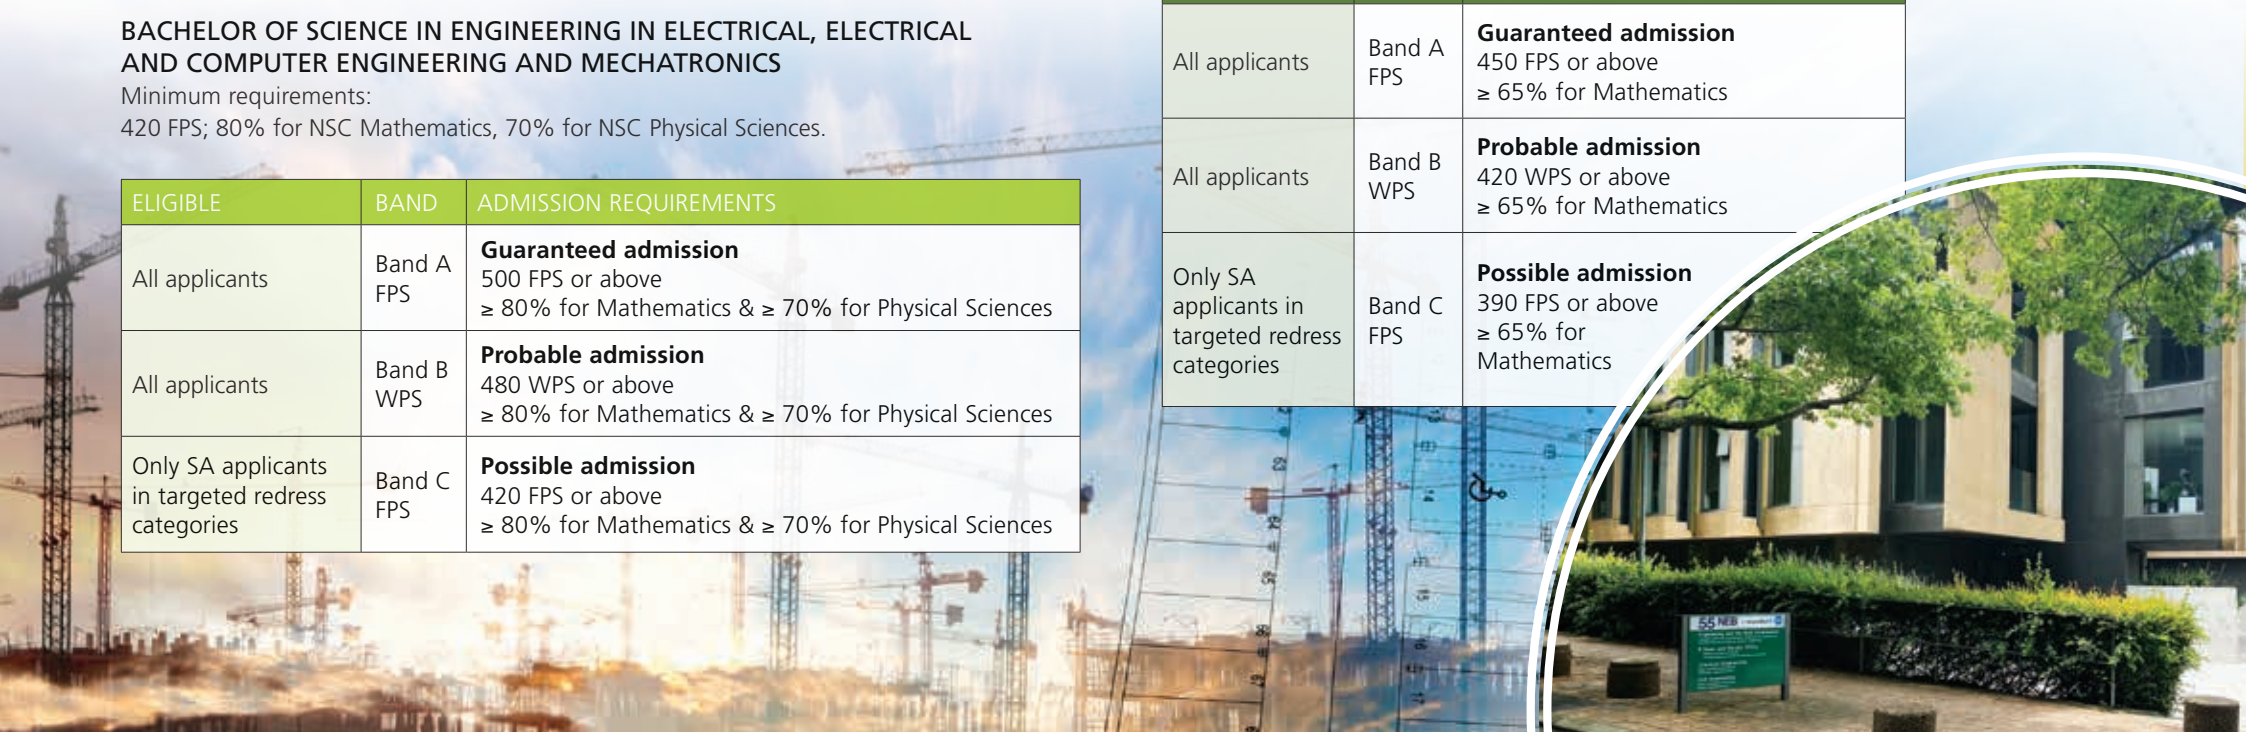 BACHELOR OF SCIENCE IN ENGINEERING IN ELECTRICAL, ELECTRICAL
AND COMPUTER ENGINEERING AND MECHATRONICS
Minimum requirements:
420 FPS; 80% for NSC Mathematics, 70% for NSC Physical Sciences.
ELIGIBLE BAND ADMISSION REQUIREMENTS
All applicants
Band A
FPS
Guaranteed admission
500 FPS or above
≥ 80% for Mathematics & ≥ 70% for Physical Sciences
All applicants
Band B
WPS
Probable admission
480 WPS or above
≥ 80% for Mathematics & ≥ 70% for Physical Sciences
Only SA applicants
in targeted redress
categories
Band C
FPS
Possible admission
420 FPS or above
≥ 80% for Mathematics & ≥ 70% for Physical Sciences
All applicants
Band A
FPS
Guaranteed admission
450 FPS or above
≥ 65% for Mathematics
All applicants
Band B
WPS
Probable admission
420 WPS or above
≥ 65% for Mathematics
Only SA
applicants in
targeted redress
categories
Band C
FPS
Possible admission
390 FPS or above
≥ 65% for
Mathematics
55 NEB